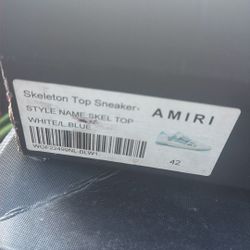 Skeleton Top Sneaker-
AMIRI
STYLE NAME SKEL TOP
WHITE/L.BLUE
42